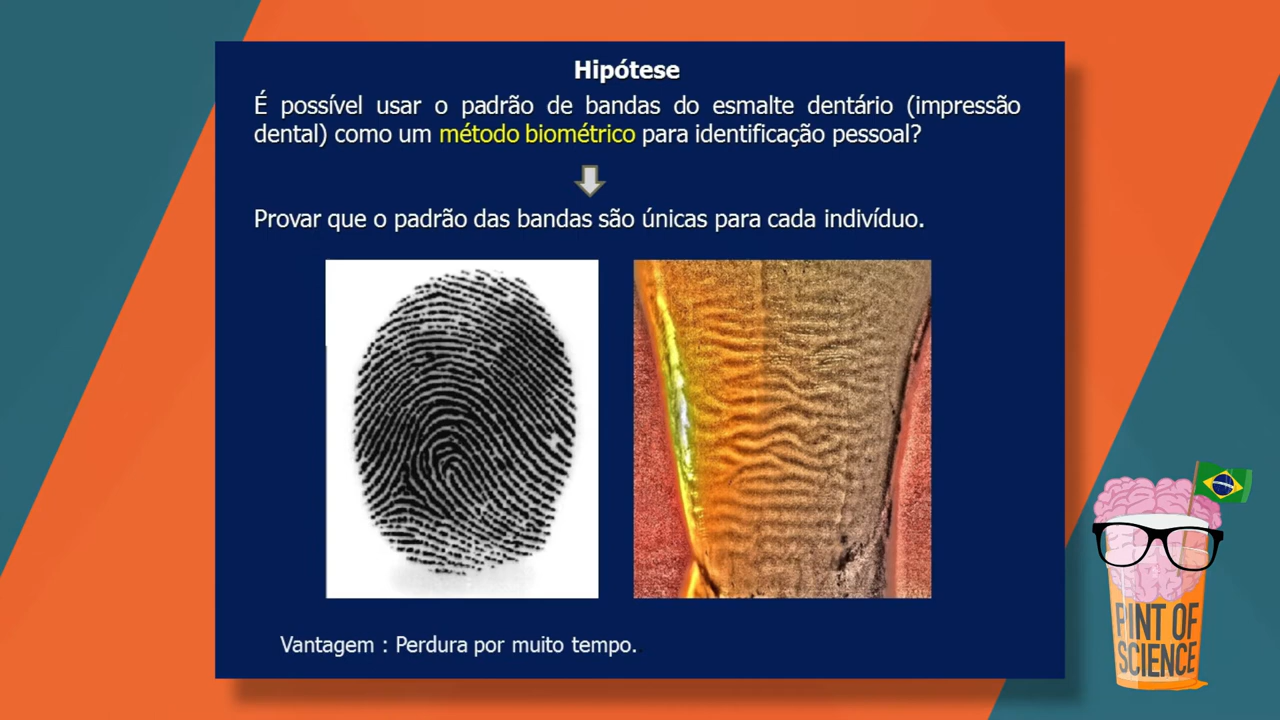 Hipótese
É possível usar o padrão de bandas do esmalte dentário (impressão
dental) como um método biométrico para identificação pessoal?
Provar que o padrão das bandas são únicas para cada indivíduo.
Vantagem : Perdura por muito tempo.
PINT OF
SCIENCE